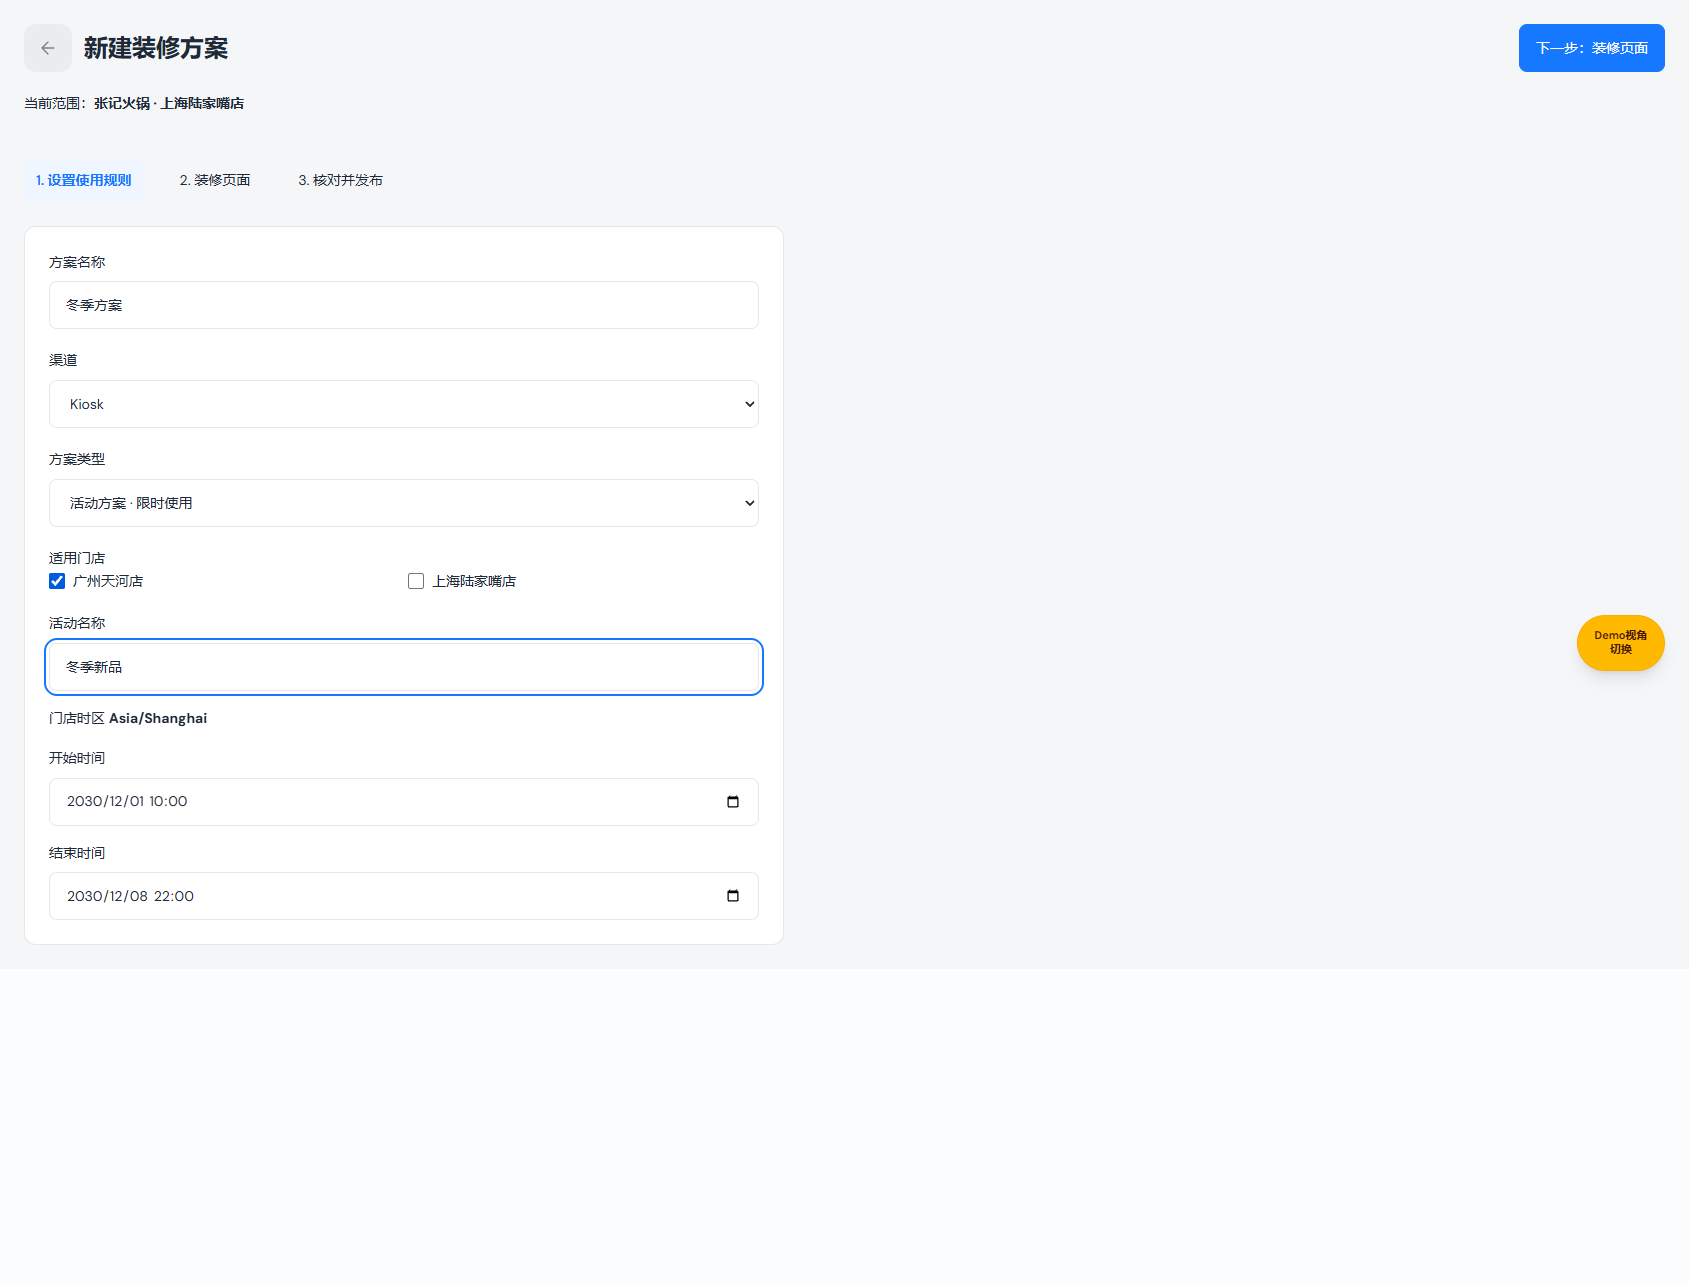 新建装修方案
下一步：装修页面
当前范围：张记火锅 · 上海陆家嘴店
1. 设置使用规则
2. 装修页面
3. 核对并发布
方案名称
冬季方案
渠道
Kiosk
方案类型
活动方案 · 限时使用
适用门店
广州天河店
上海陆家嘴店
活动名称
冬季新品
Demo视角
切换
门店时区 Asia/Shanghai
开始时间
2030/12/01 10:00
结束时间
2030/12/08 22:00